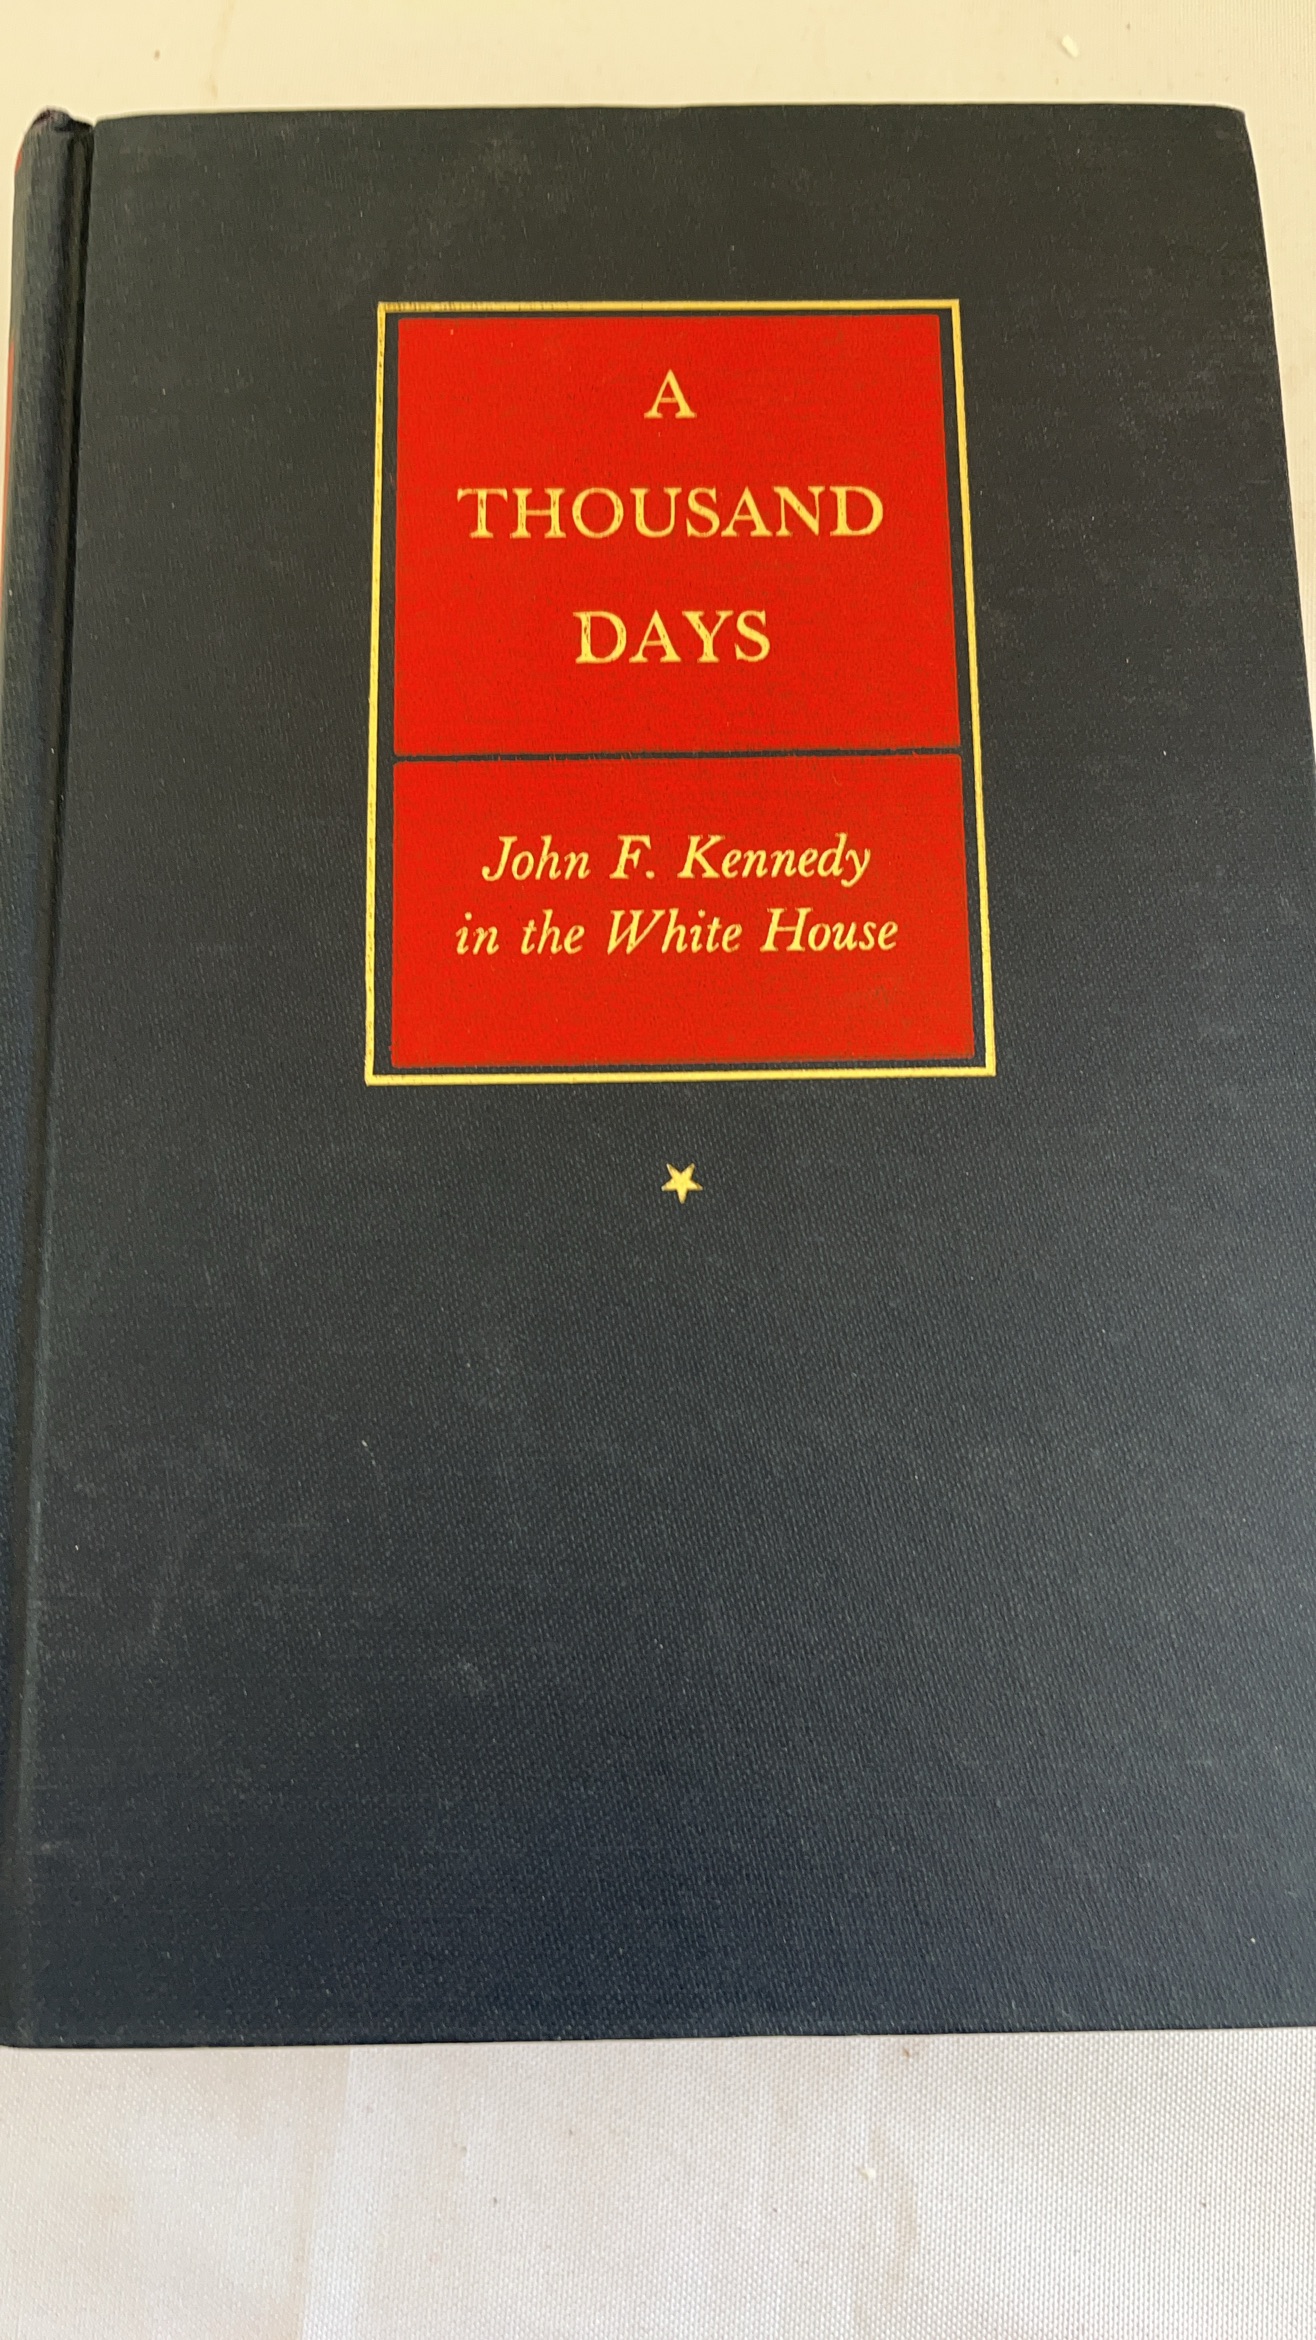 A
THOUSAND
DAYS
John F. Kennedy
in the White House